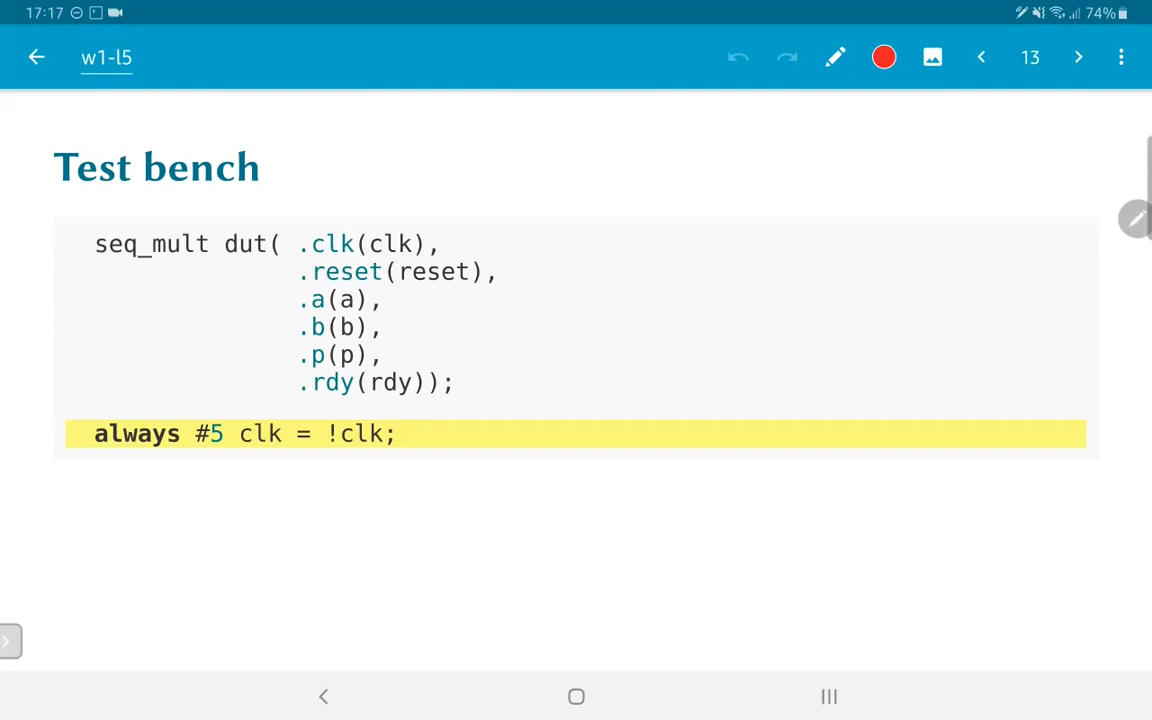 17:17 74%
w1-l5 13
Test bench
seq_mult dut( .clk(clk),
.reset(reset),
.a(a),
.b(b),
.p(p),
.rdy(rdy));
always #5 clk = !clk;